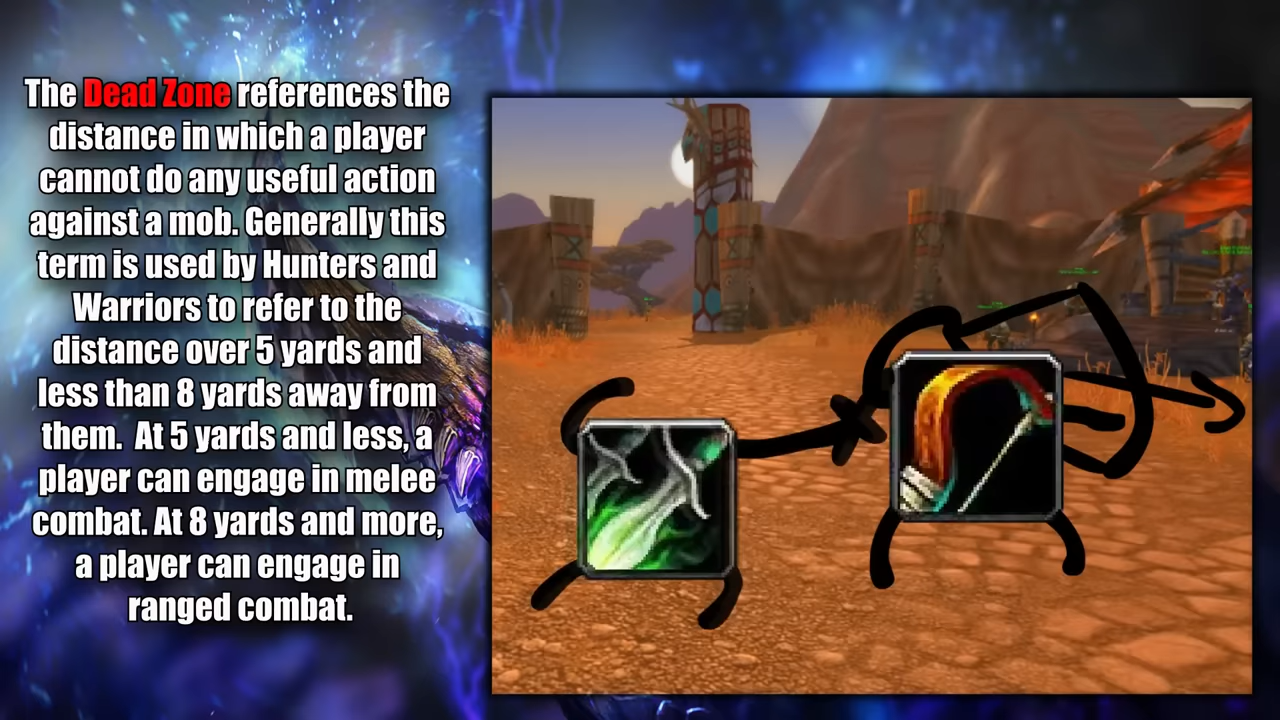 The Dead Zone references the
distance in which a player
cannot do any useful action
against a mob. Generally this
term is used by Hunters and
Warriors to refer to the
distance over 5 yards and
less than 8 yards away from
them.  At 5 yards and less, a
player can engage in melee
combat. At 8 yards and more,
a player can engage in
ranged combat.